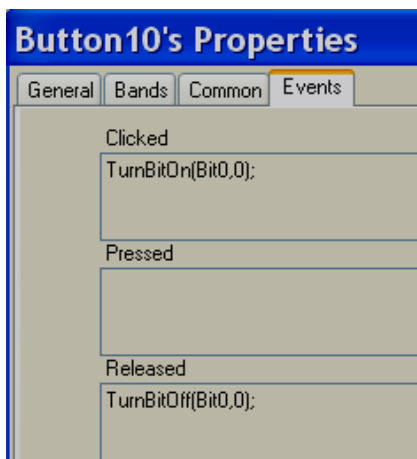 Button10's Properties
General Bands Common Events
Clicked
TurnBitOn(Bit0,0);
Pressed
Released
TurnBitOff(Bit0,0);